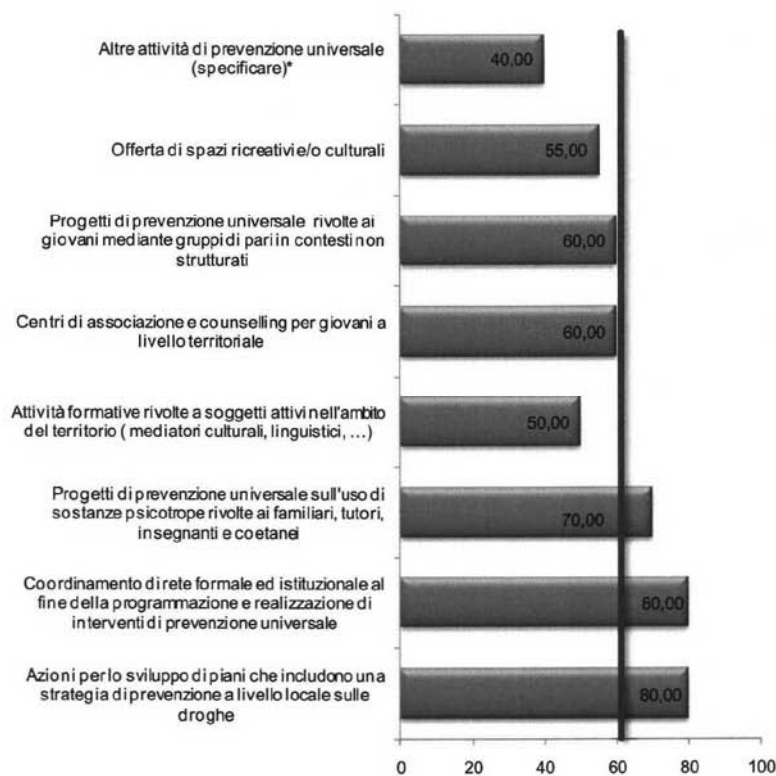 Altre attività di prevenzione universale
(specificare)*
40,00
Offerta di spazi ricreativi e/o culturali
55,00
Progetti di prevenzione universale rivolte ai
giovani mediante gruppi di pari in contesti non
strutturati
60,00
Centri di associazione e counselling per giovani a
livello territoriale
60,00
Attività formative rivolte a soggetti attivi nell'ambito
del territorio ( mediatori culturali, linguistici, ...)
50,00
Progetti di prevenzione universale sull'uso di
sostanze psicotrope rivolte ai familiari, tutori,
insegnanti e coetanei
70,00
Coordinamento di rete formale ed istituzionale al
fine della programmazione e realizzazione di
interventi di prevenzione universale
80,00
Azioni per lo sviluppo di piani che includono una
strategia di prevenzione a livello locale sulle
droghe
80,00
0 20 40 60 80 100